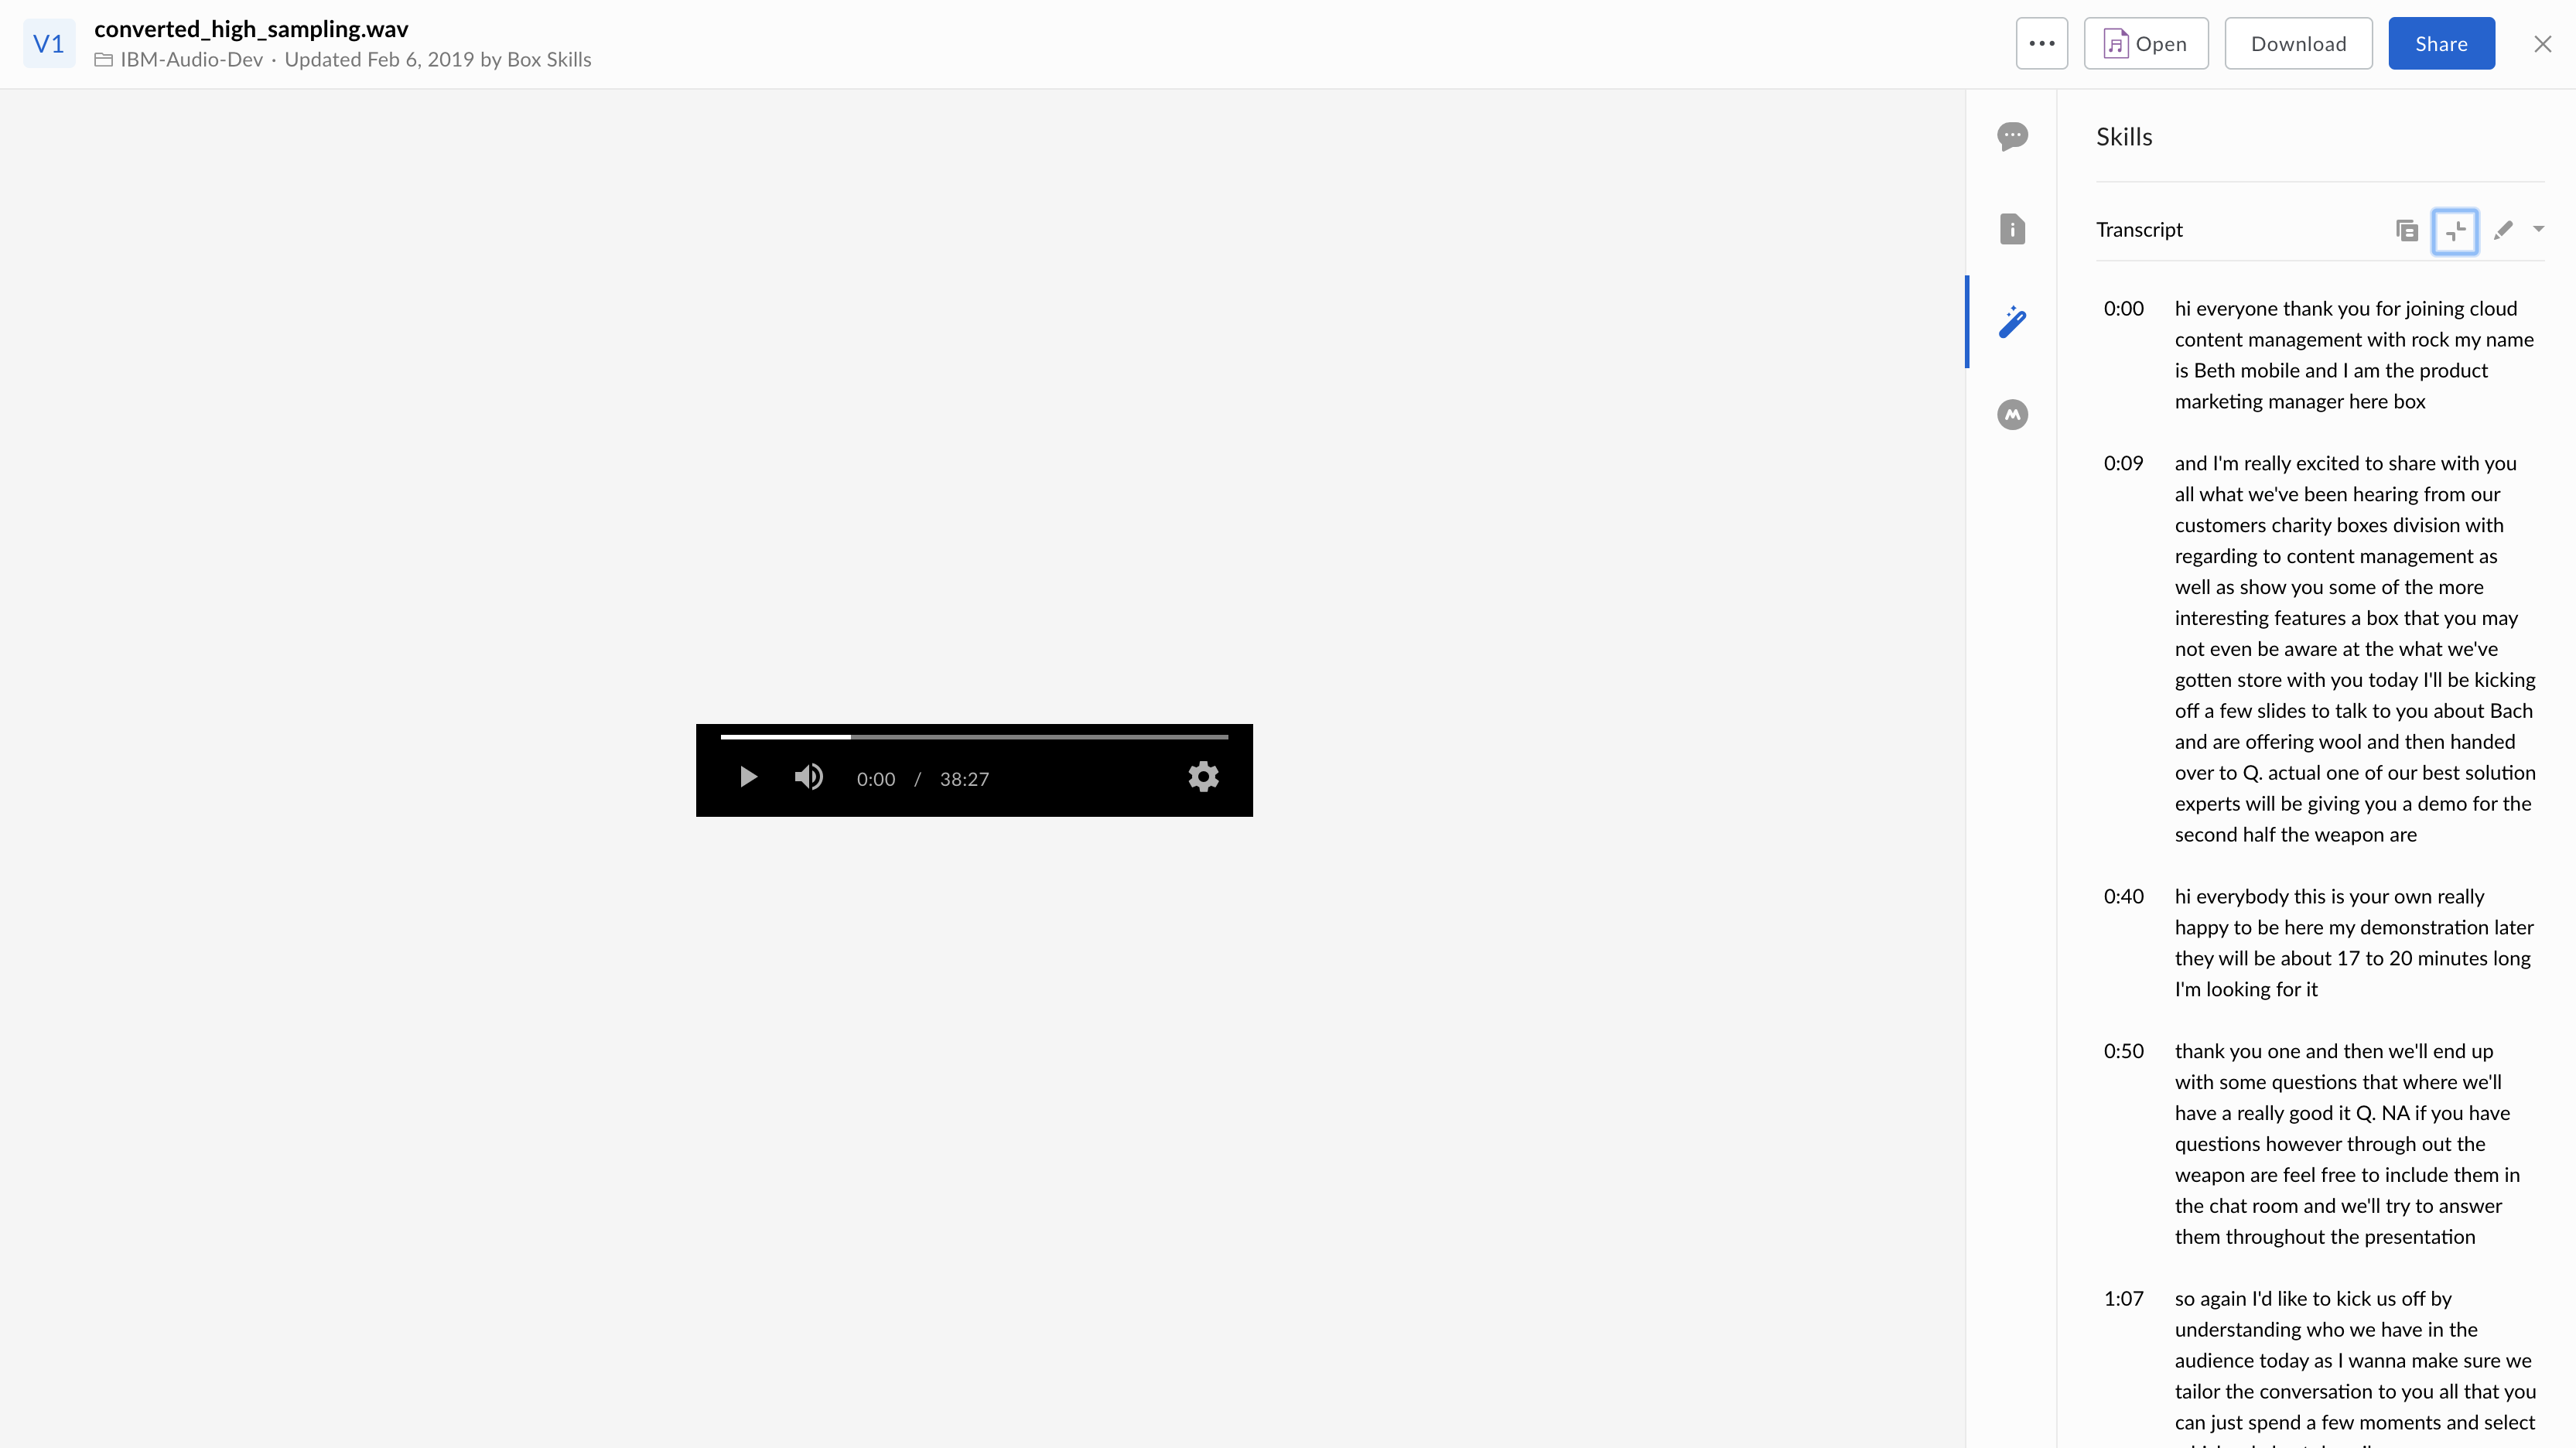 V1
converted_high_sampling.wav
IBM-Audio-Dev · Updated Feb 6, 2019 by Box Skills
Open
Download
Share
0:00 / 38:27
Skills
Transcript
0:00 hi everyone thank you for joining cloud
content management with rock my name
is Beth mobile and I am the product
marketing manager here box
0:09 and I'm really excited to share with you
all what we've been hearing from our
customers charity boxes division with
regarding to content management as
well as show you some of the more
interesting features a box that you may
not even be aware at the what we've
gotten store with you today I'll be kicking
off a few slides to talk to you about Bach
and are offering wool and then handed
over to Q. actual one of our best solution
experts will be giving you a demo for the
second half the weapon are
0:40 hi everybody this is your own really
happy to be here my demonstration later
they will be about 17 to 20 minutes long
I'm looking for it
0:50 thank you one and then we'll end up
with some questions that where we'll
have a really good it Q. NA if you have
questions however through out the
weapon are feel free to include them in
the chat room and we'll try to answer
them throughout the presentation
1:07 so again I'd like to kick us off by
understanding who we have in the
audience today as I wanna make sure we
tailor the conversation to you all that you
can just spend a few moments and select